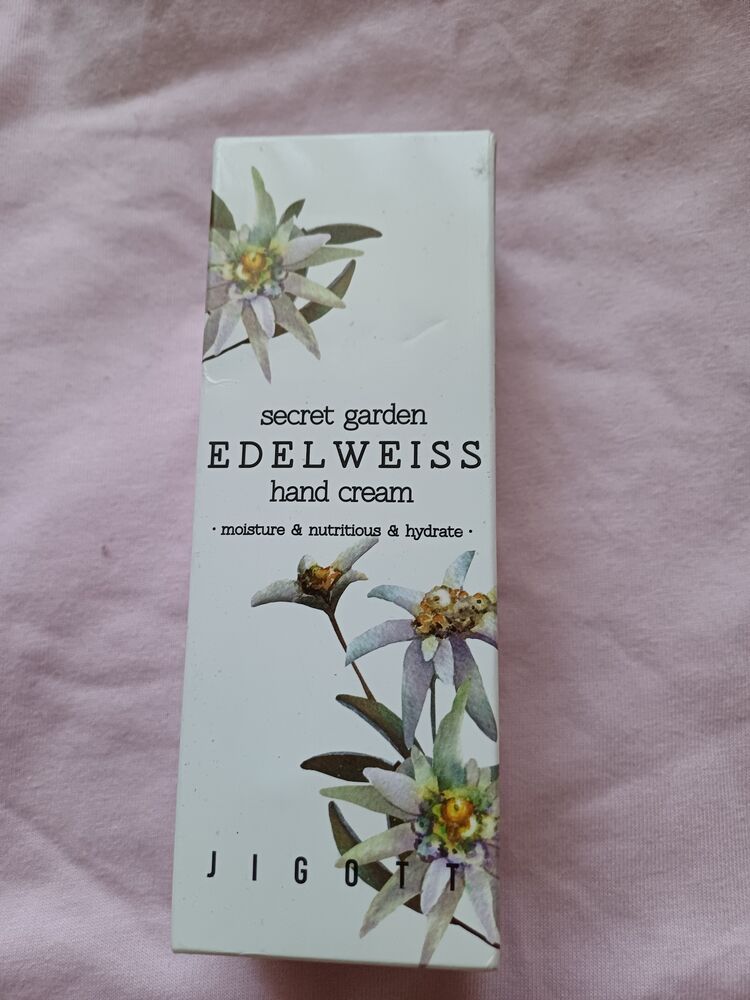 secret garden
EDELWEISS
hand cream
· moisture & nutritious & hydrate ·
JIGOTT